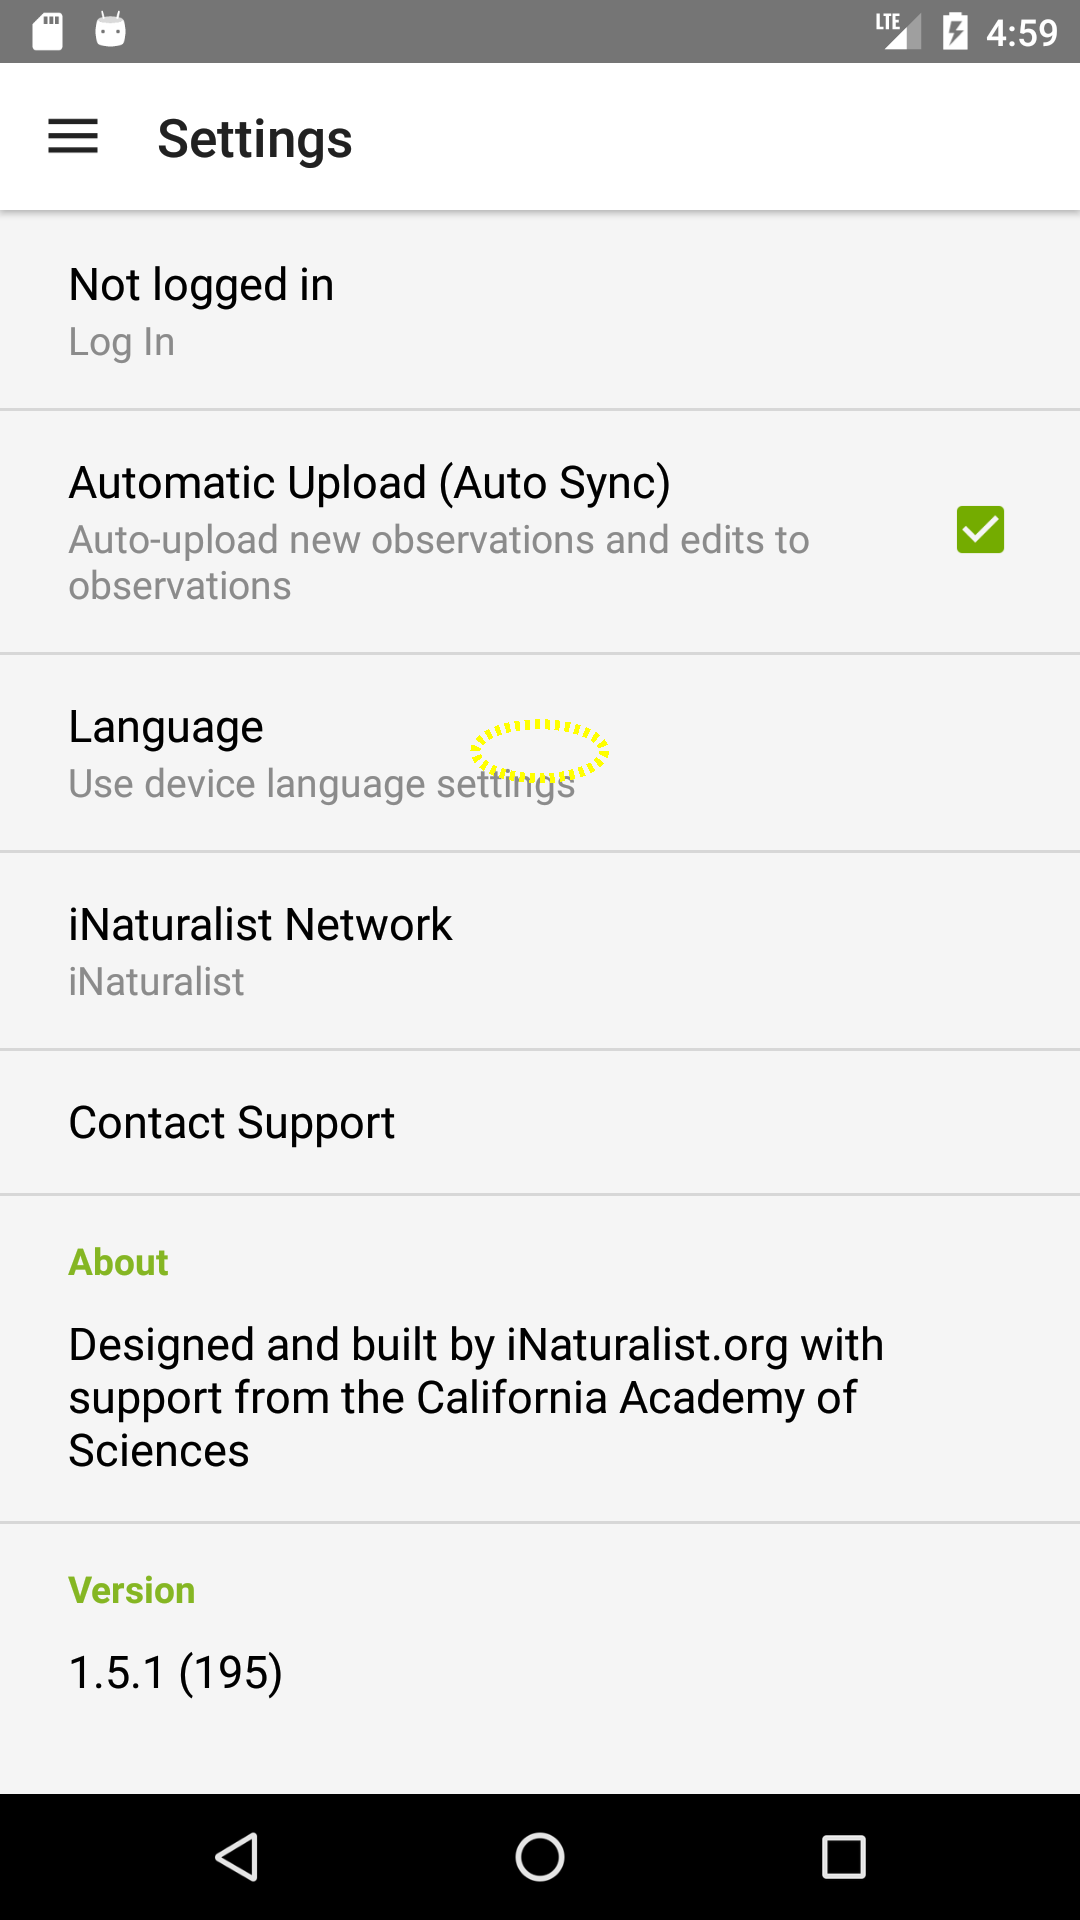 LTE 4:59
Settings
Not logged in
Log In
Automatic Upload (Auto Sync)
Auto-upload new observations and edits to
observations
Language
Use device language settings
iNaturalist Network
iNaturalist
Contact Support
About
Designed and built by iNaturalist.org with
support from the California Academy of
Sciences
Version
1.5.1 (195)